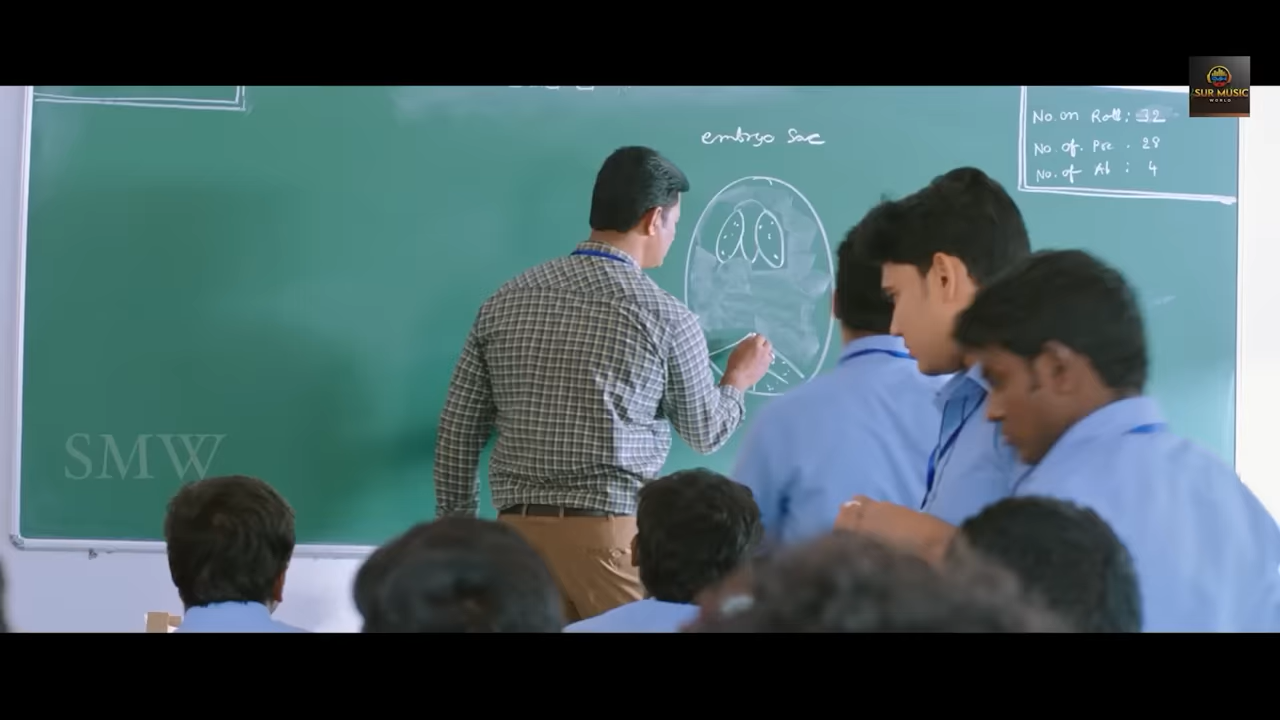 SUR MUSIC
WORLD
embryo Sac
No. on Roll : 32
No. of. Pre . 28
No. of Ab : 4
SMW